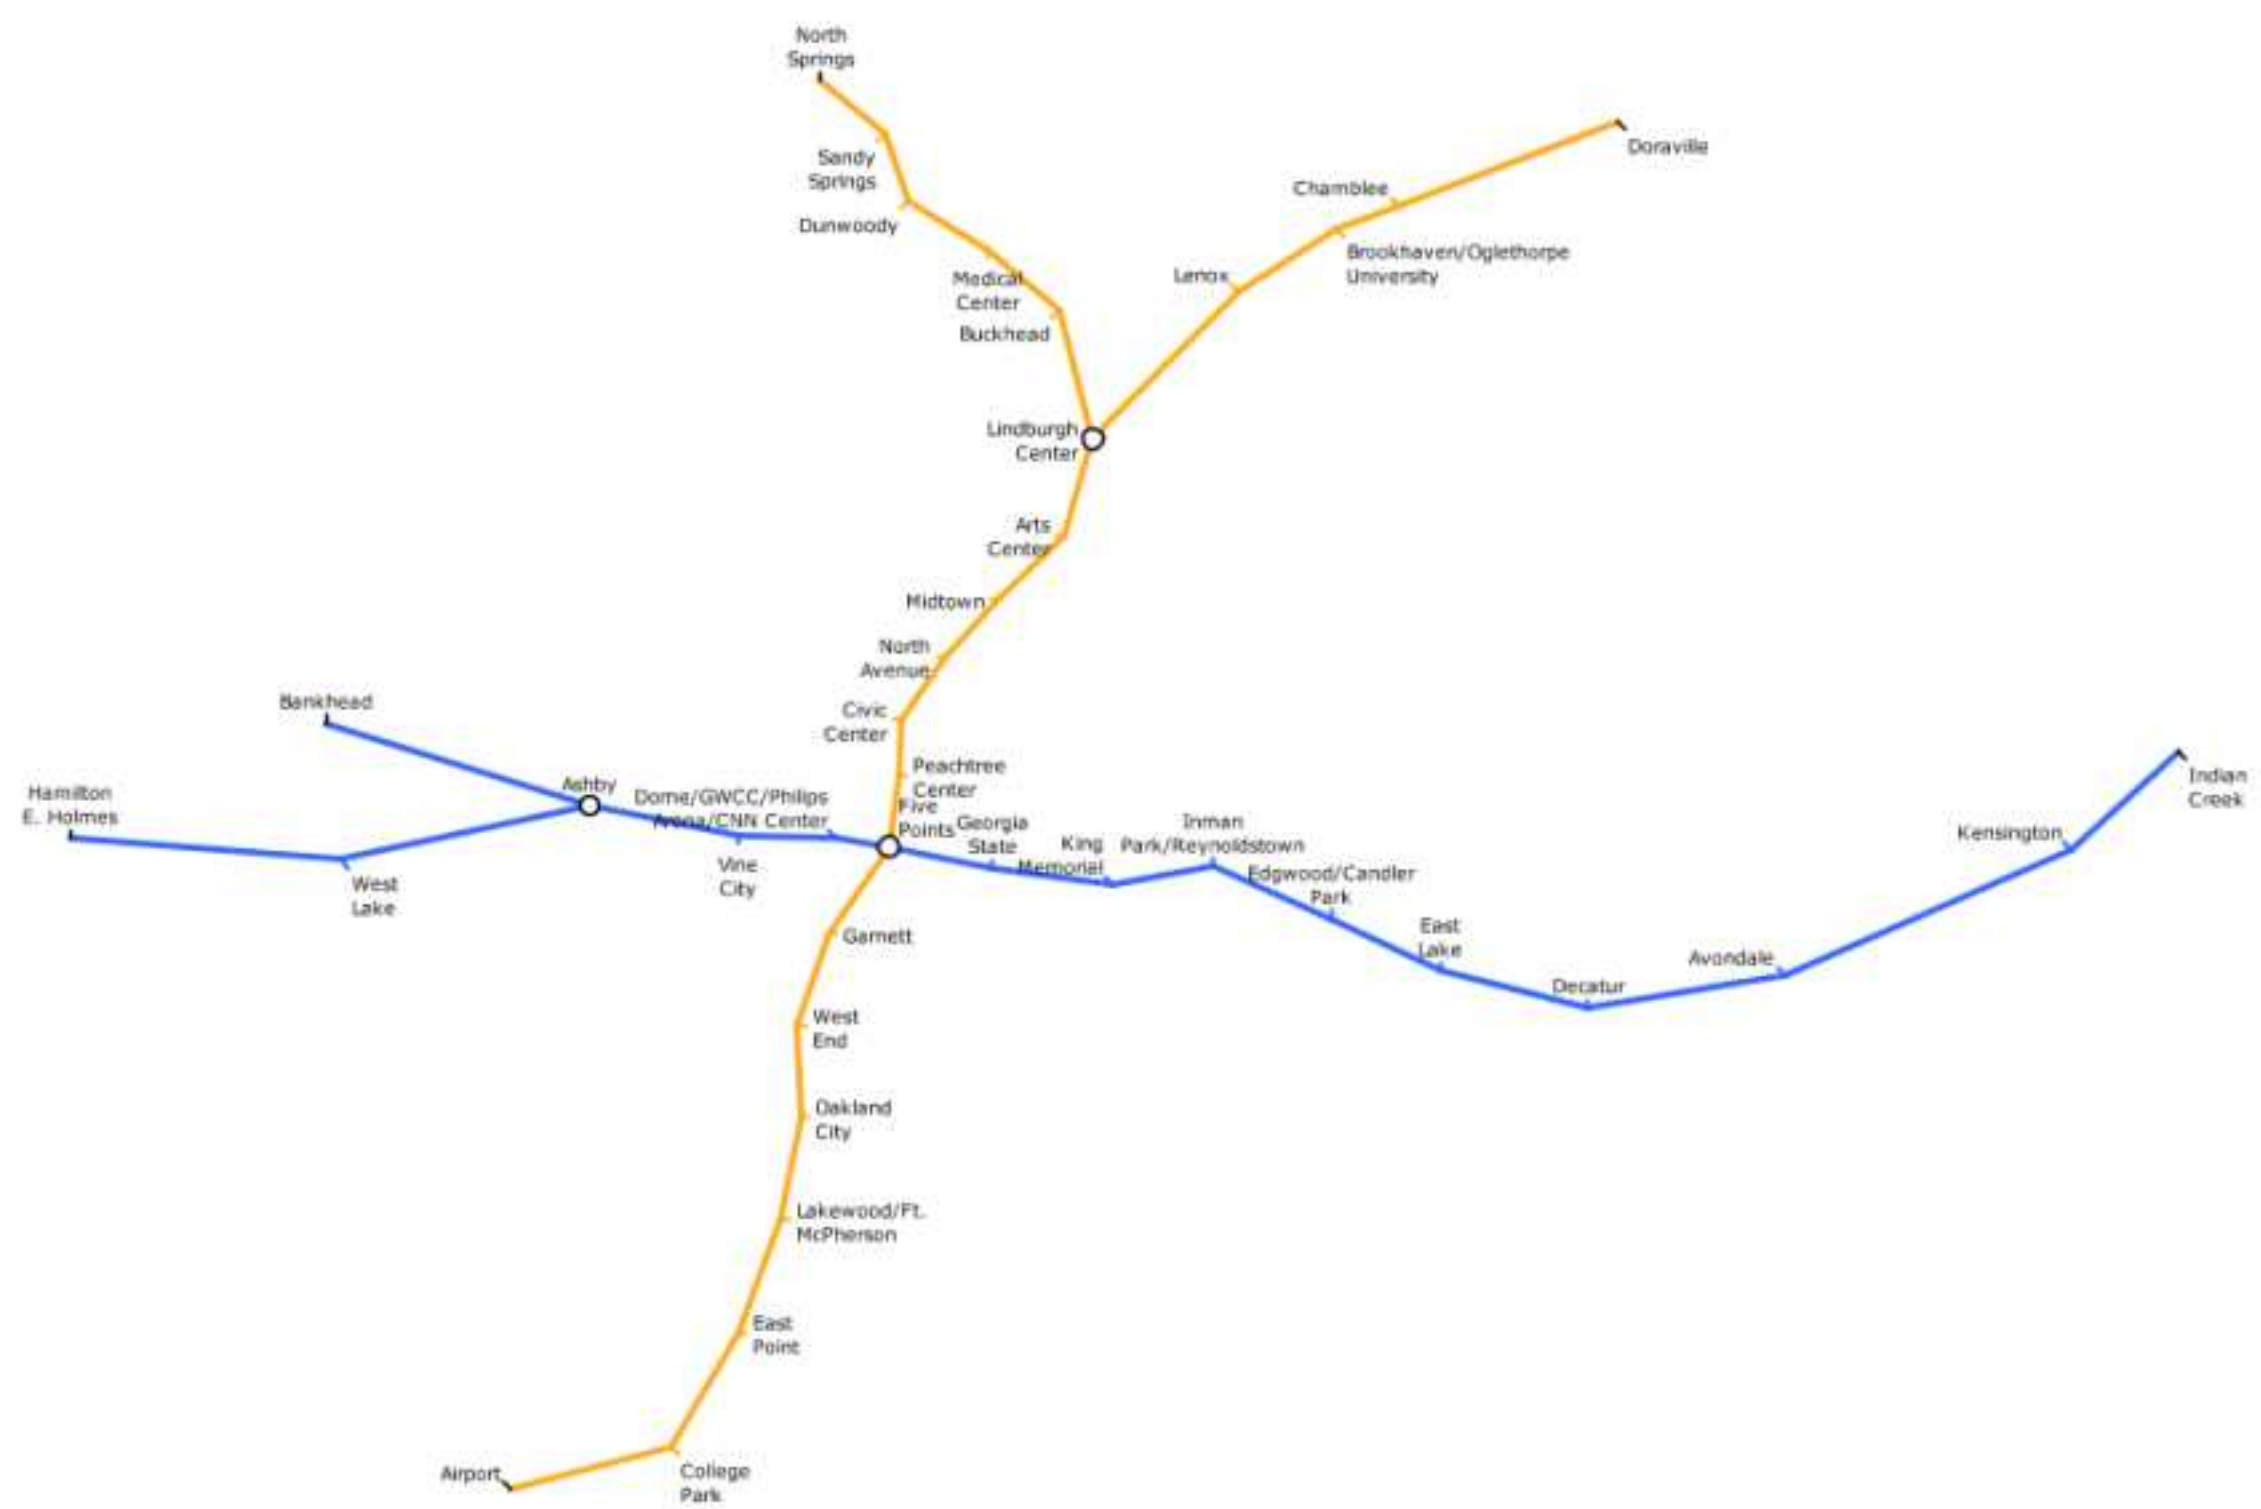 North
Springs
Doraville
Sandy
Springs
Chamblee
Dunwoody
Brookhaven/Oglethorpe
University
Lenox
Medical
Center
Buckhead
Lindburgh
Center
Arts
Center
Midtown
North
Avenue
Bankhead
Civic
Center
Peachtree
Center
Indian
Creek
Ashby
Hamilton
E. Holmes
Dome/GWCC/Philips
Arena/CNN Center
Five
Points
Georgia
State
King
Memorial
Inman
Park/Reynoldstown
Kensington
Vine
City
West
Lake
Edgwood/Candler
Park
East
Lake
Avondale
Decatur
Garnett
West
End
Oakland
City
Lakewood/Ft.
McPherson
East
Point
Airport
College
Park